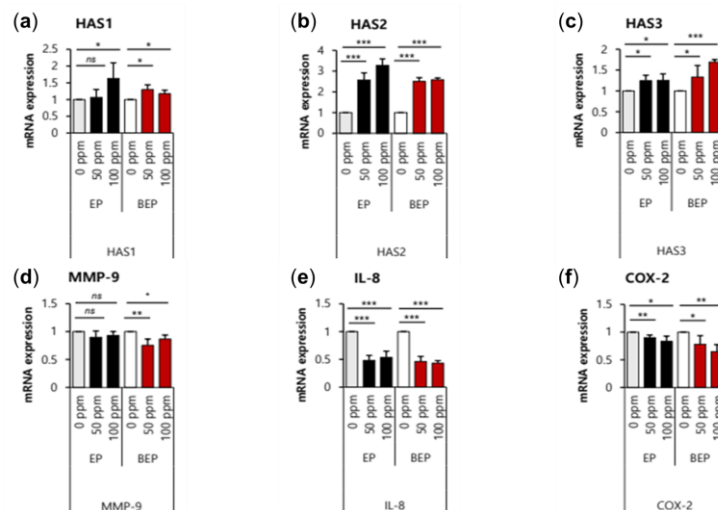 (a) HAS1
mRNA expression
2.5
2
1.5
1
0.5
0
*
ns
*
*
0 ppm 50 ppm 100 ppm 0 ppm 50 ppm 100 ppm
EP BEP
HAS1
(b) HAS2
mRNA expression
4
3
2
1
0
***
***
***
***
0 ppm 50 ppm 100 ppm 0 ppm 50 ppm 100 ppm
EP BEP
HAS2
(c) HAS3
mRNA expression
2
1.5
1
0.5
0
*
*
***
*
0 ppm 50 ppm 100 ppm 0 ppm 50 ppm 100 ppm
EP BEP
HAS3
(d) MMP-9
mRNA expression
1.5
1
0.5
0
ns
ns
*
**
0 ppm 50 ppm 100 ppm 0 ppm 50 ppm 100 ppm
EP BEP
MMP-9
(e) IL-8
mRNA expression
1.5
1
0.5
0
***
***
***
***
0 ppm 50 ppm 100 ppm 0 ppm 50 ppm 100 ppm
EP BEP
IL-8
(f) COX-2
mRNA expression
1.5
1
0.5
0
*
**
**
*
0 ppm 50 ppm 100 ppm 0 ppm 50 ppm 100 ppm
EP BEP
COX-2